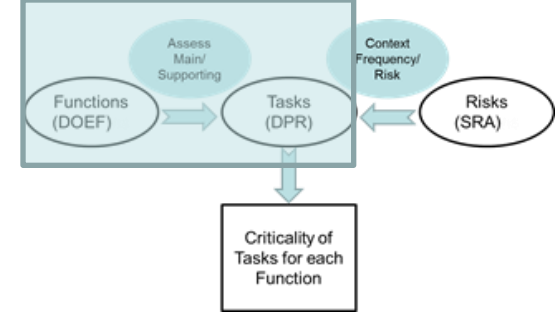 Assess
Main/
Supporting
Context
Frequency/
Risk
Functions
(DOEF)
Tasks
(DPR)
Risks
(SRA)
Criticality of
Tasks for each
Function